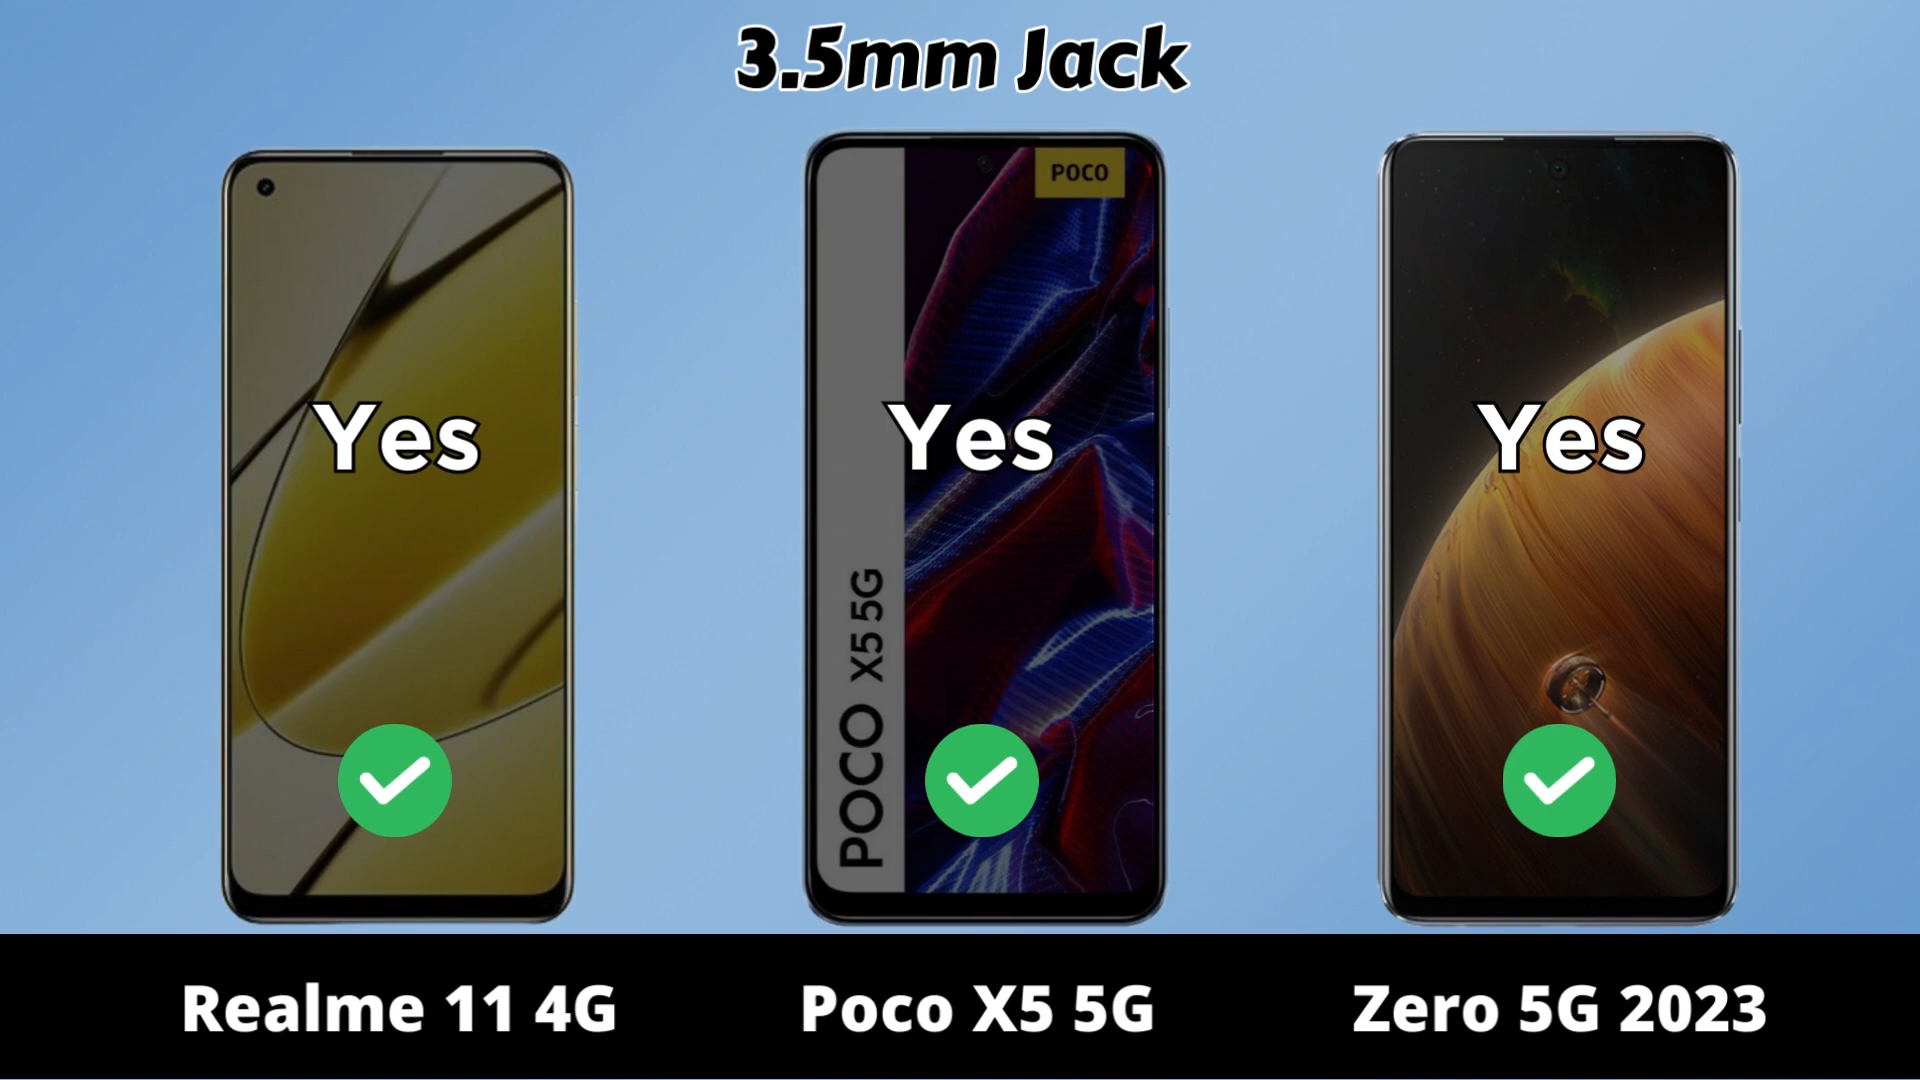 3.5mm Jack
POCO
Yes
Yes
Yes
POCO X5 5G
Realme 11 4G
Poco X5 5G
Zero 5G 2023